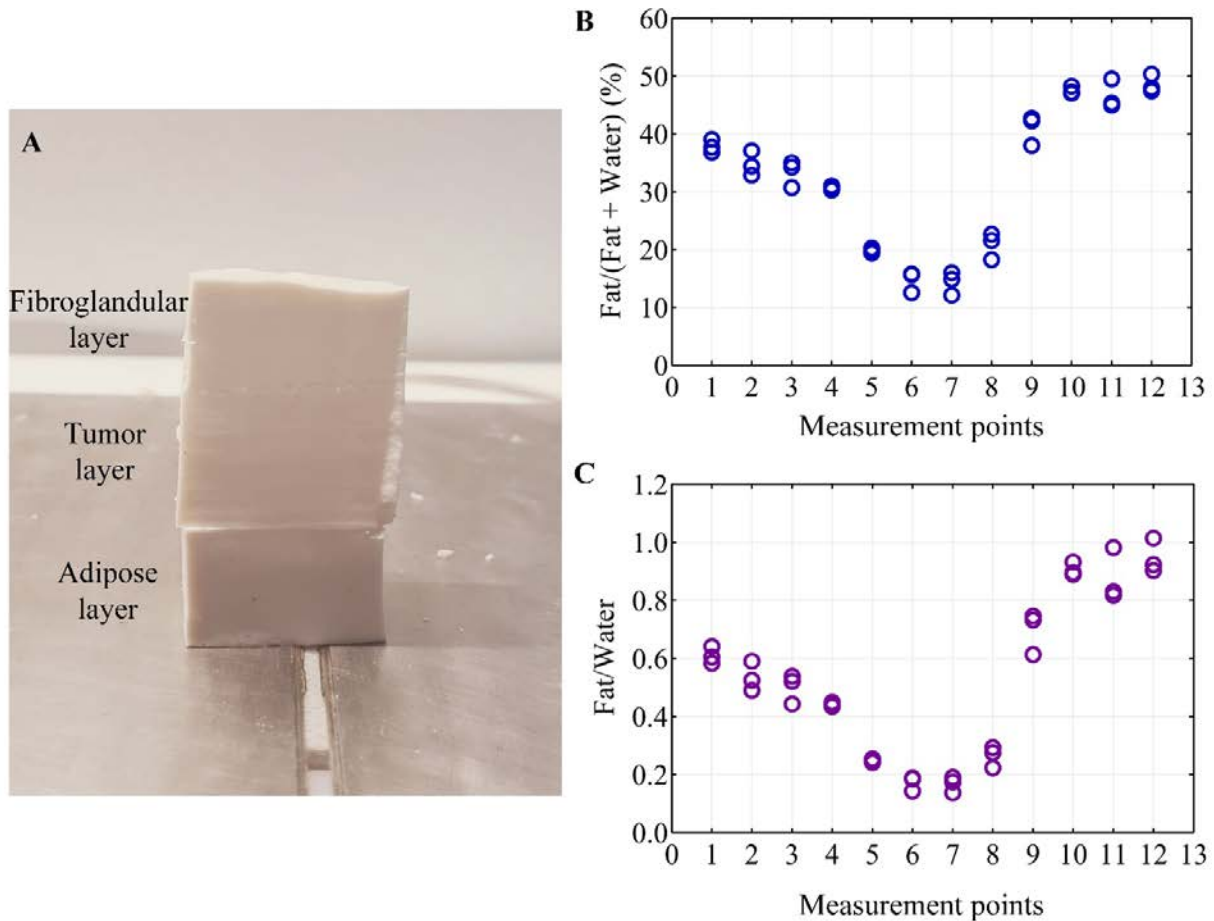 A
Fibroglandular
layer
Tumor
layer
Adipose
layer
B
Fat/(Fat + Water) (%)
60
50
40
30
20
10
0
0 1 2 3 4 5 6 7 8 9 10 11 12 13
Measurement points
C
Fat/Water
1.2
1.0
0.8
0.6
0.4
0.2
0.0
0 1 2 3 4 5 6 7 8 9 10 11 12 13
Measurement points